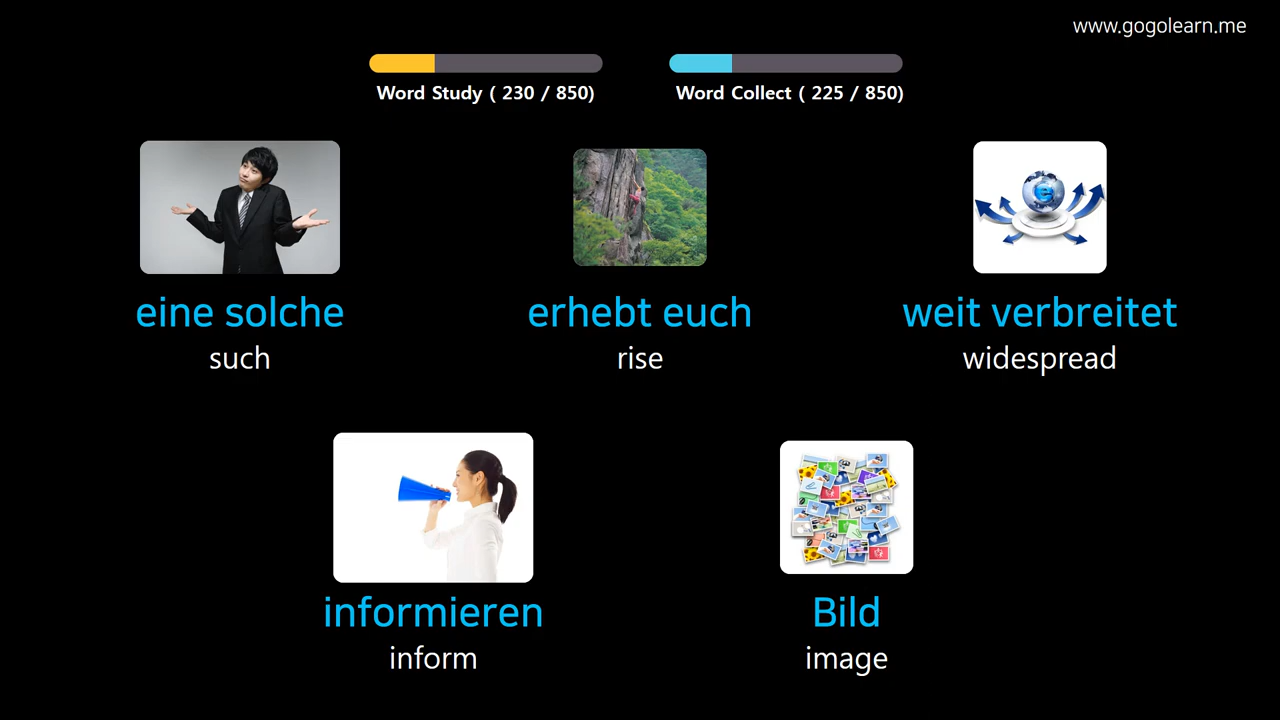 www.gogolearn.me
Word Study ( 230 / 850)
Word Collect ( 225 / 850)
eine solche
such
erhebt euch
rise
weit verbreitet
widespread
informieren
inform
Bild
image